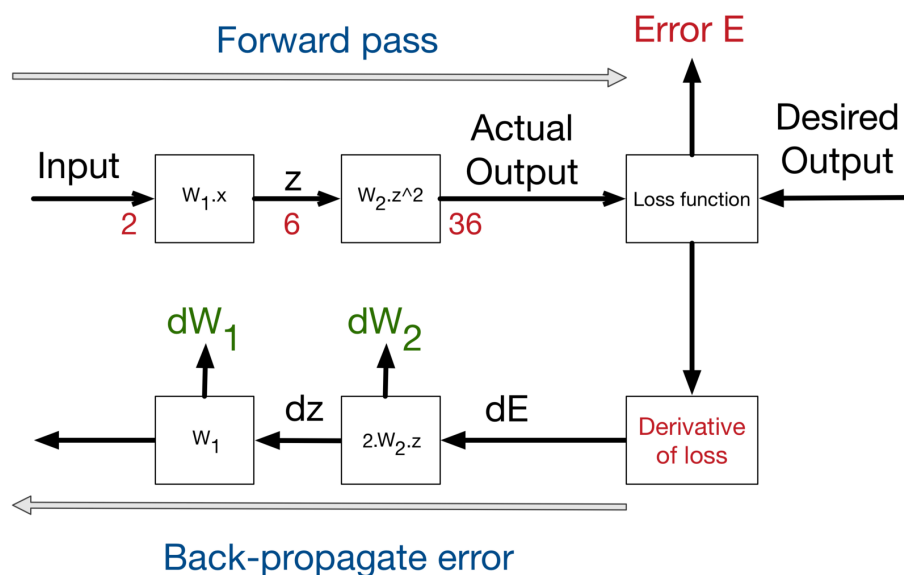 Forward pass
Error E
Input
W1.x
z
W2.z^2
Actual
Output
Loss function
Desired
Output
2
6
36
dW1
dW2
W1
dz
2.W2.z
dE
Derivative
of loss
Back-propagate error